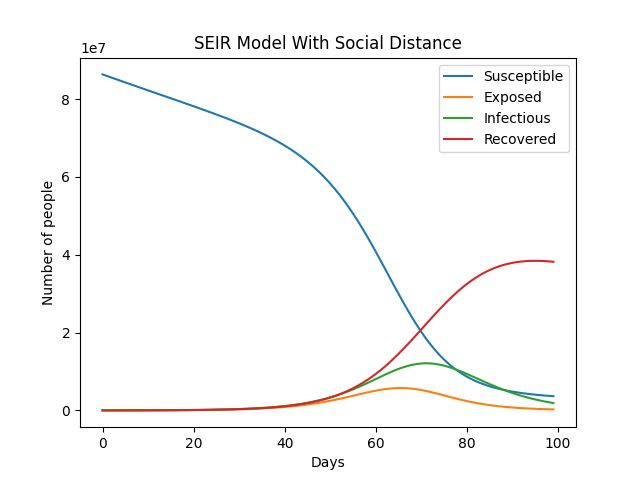 SEIR Model With Social Distance
1e7
Susceptible
Exposed
Infectious
Recovered
Number of people
8
6
4
2
0
0 20 40 60 80 100
Days